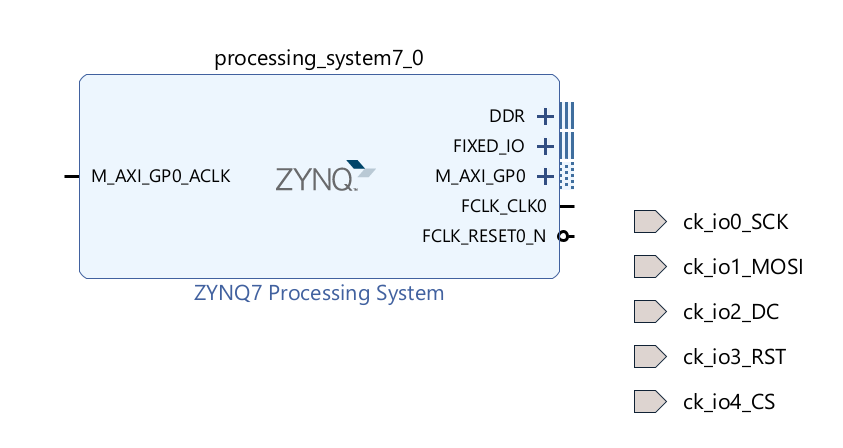 processing_system7_0
DDR
FIXED_IO
M_AXI_GP0_ACLK
ZYNQ
M_AXI_GP0
FCLK_CLK0
FCLK_RESET0_N
ZYNQ7 Processing System
ck_io0_SCK
ck_io1_MOSI
ck_io2_DC
ck_io3_RST
ck_io4_CS